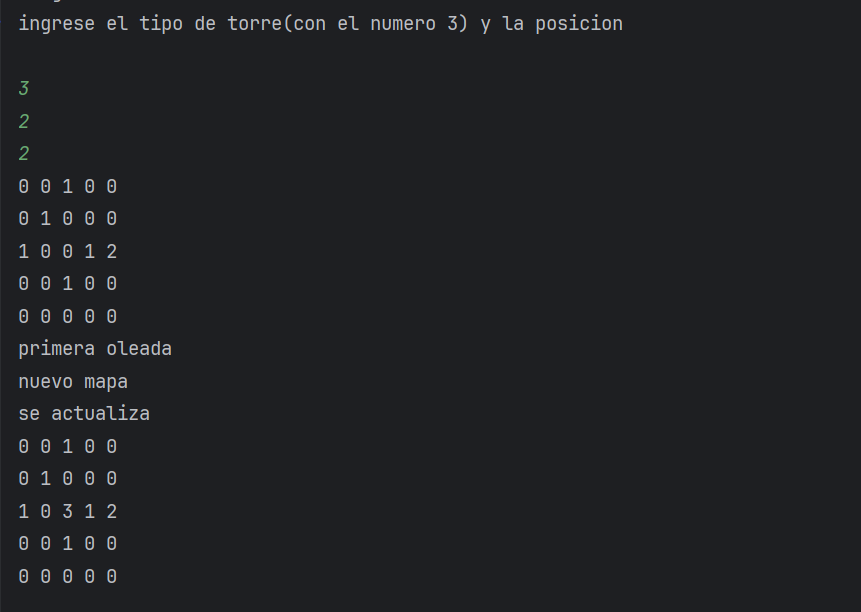 ingrese el tipo de torre(con el numero 3) y la posicion
3
2
2
0 0 1 0 0
0 1 0 0 0
1 0 0 1 2
0 0 1 0 0
0 0 0 0 0
primera oleada
nuevo mapa
se actualiza
0 0 1 0 0
0 1 0 0 0
1 0 3 1 2
0 0 1 0 0
0 0 0 0 0